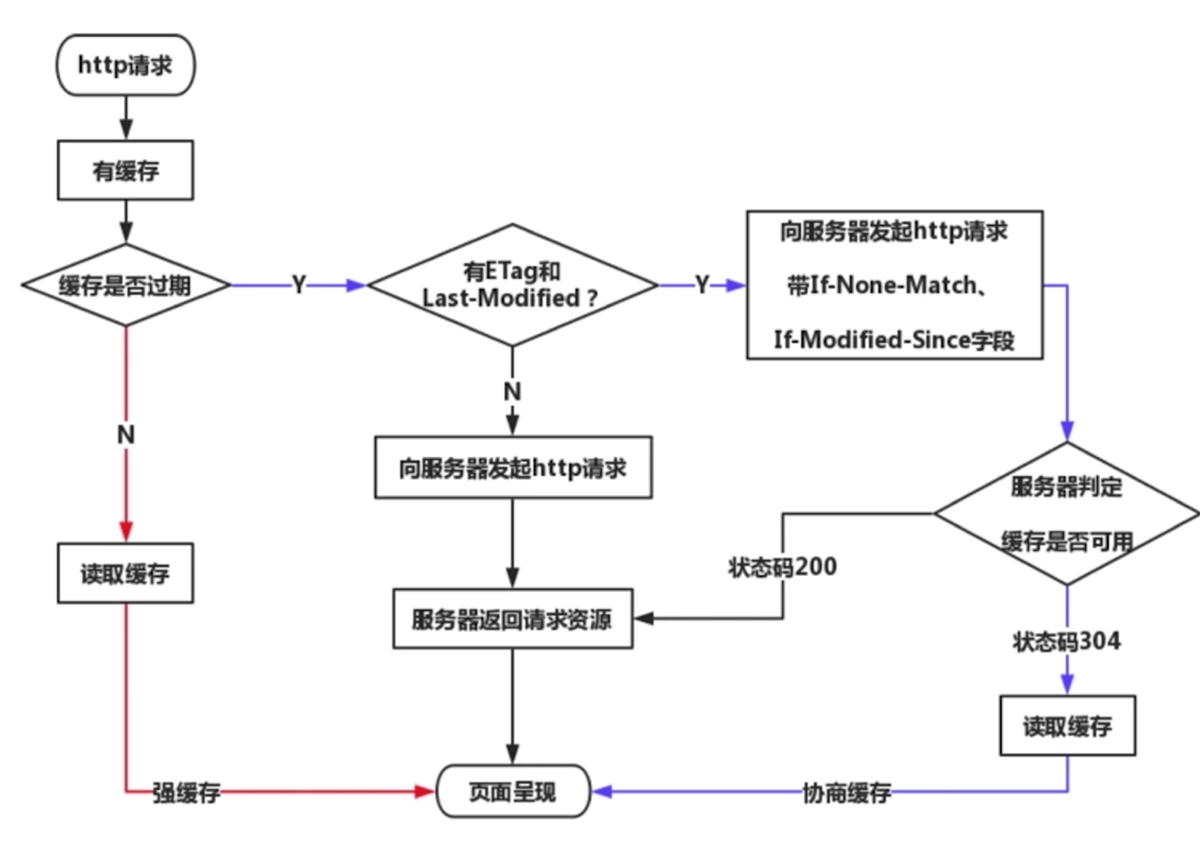 http请求
有缓存
缓存是否过期
Y
有ETag和
Last-Modified？
Y
向服务器发起http请求
带If-None-Match、
If-Modified-Since字段
N
N
向服务器发起http请求
服务器判定
缓存是否可用
读取缓存
状态码200
服务器返回请求资源
状态码304
读取缓存
强缓存
页面呈现
协商缓存